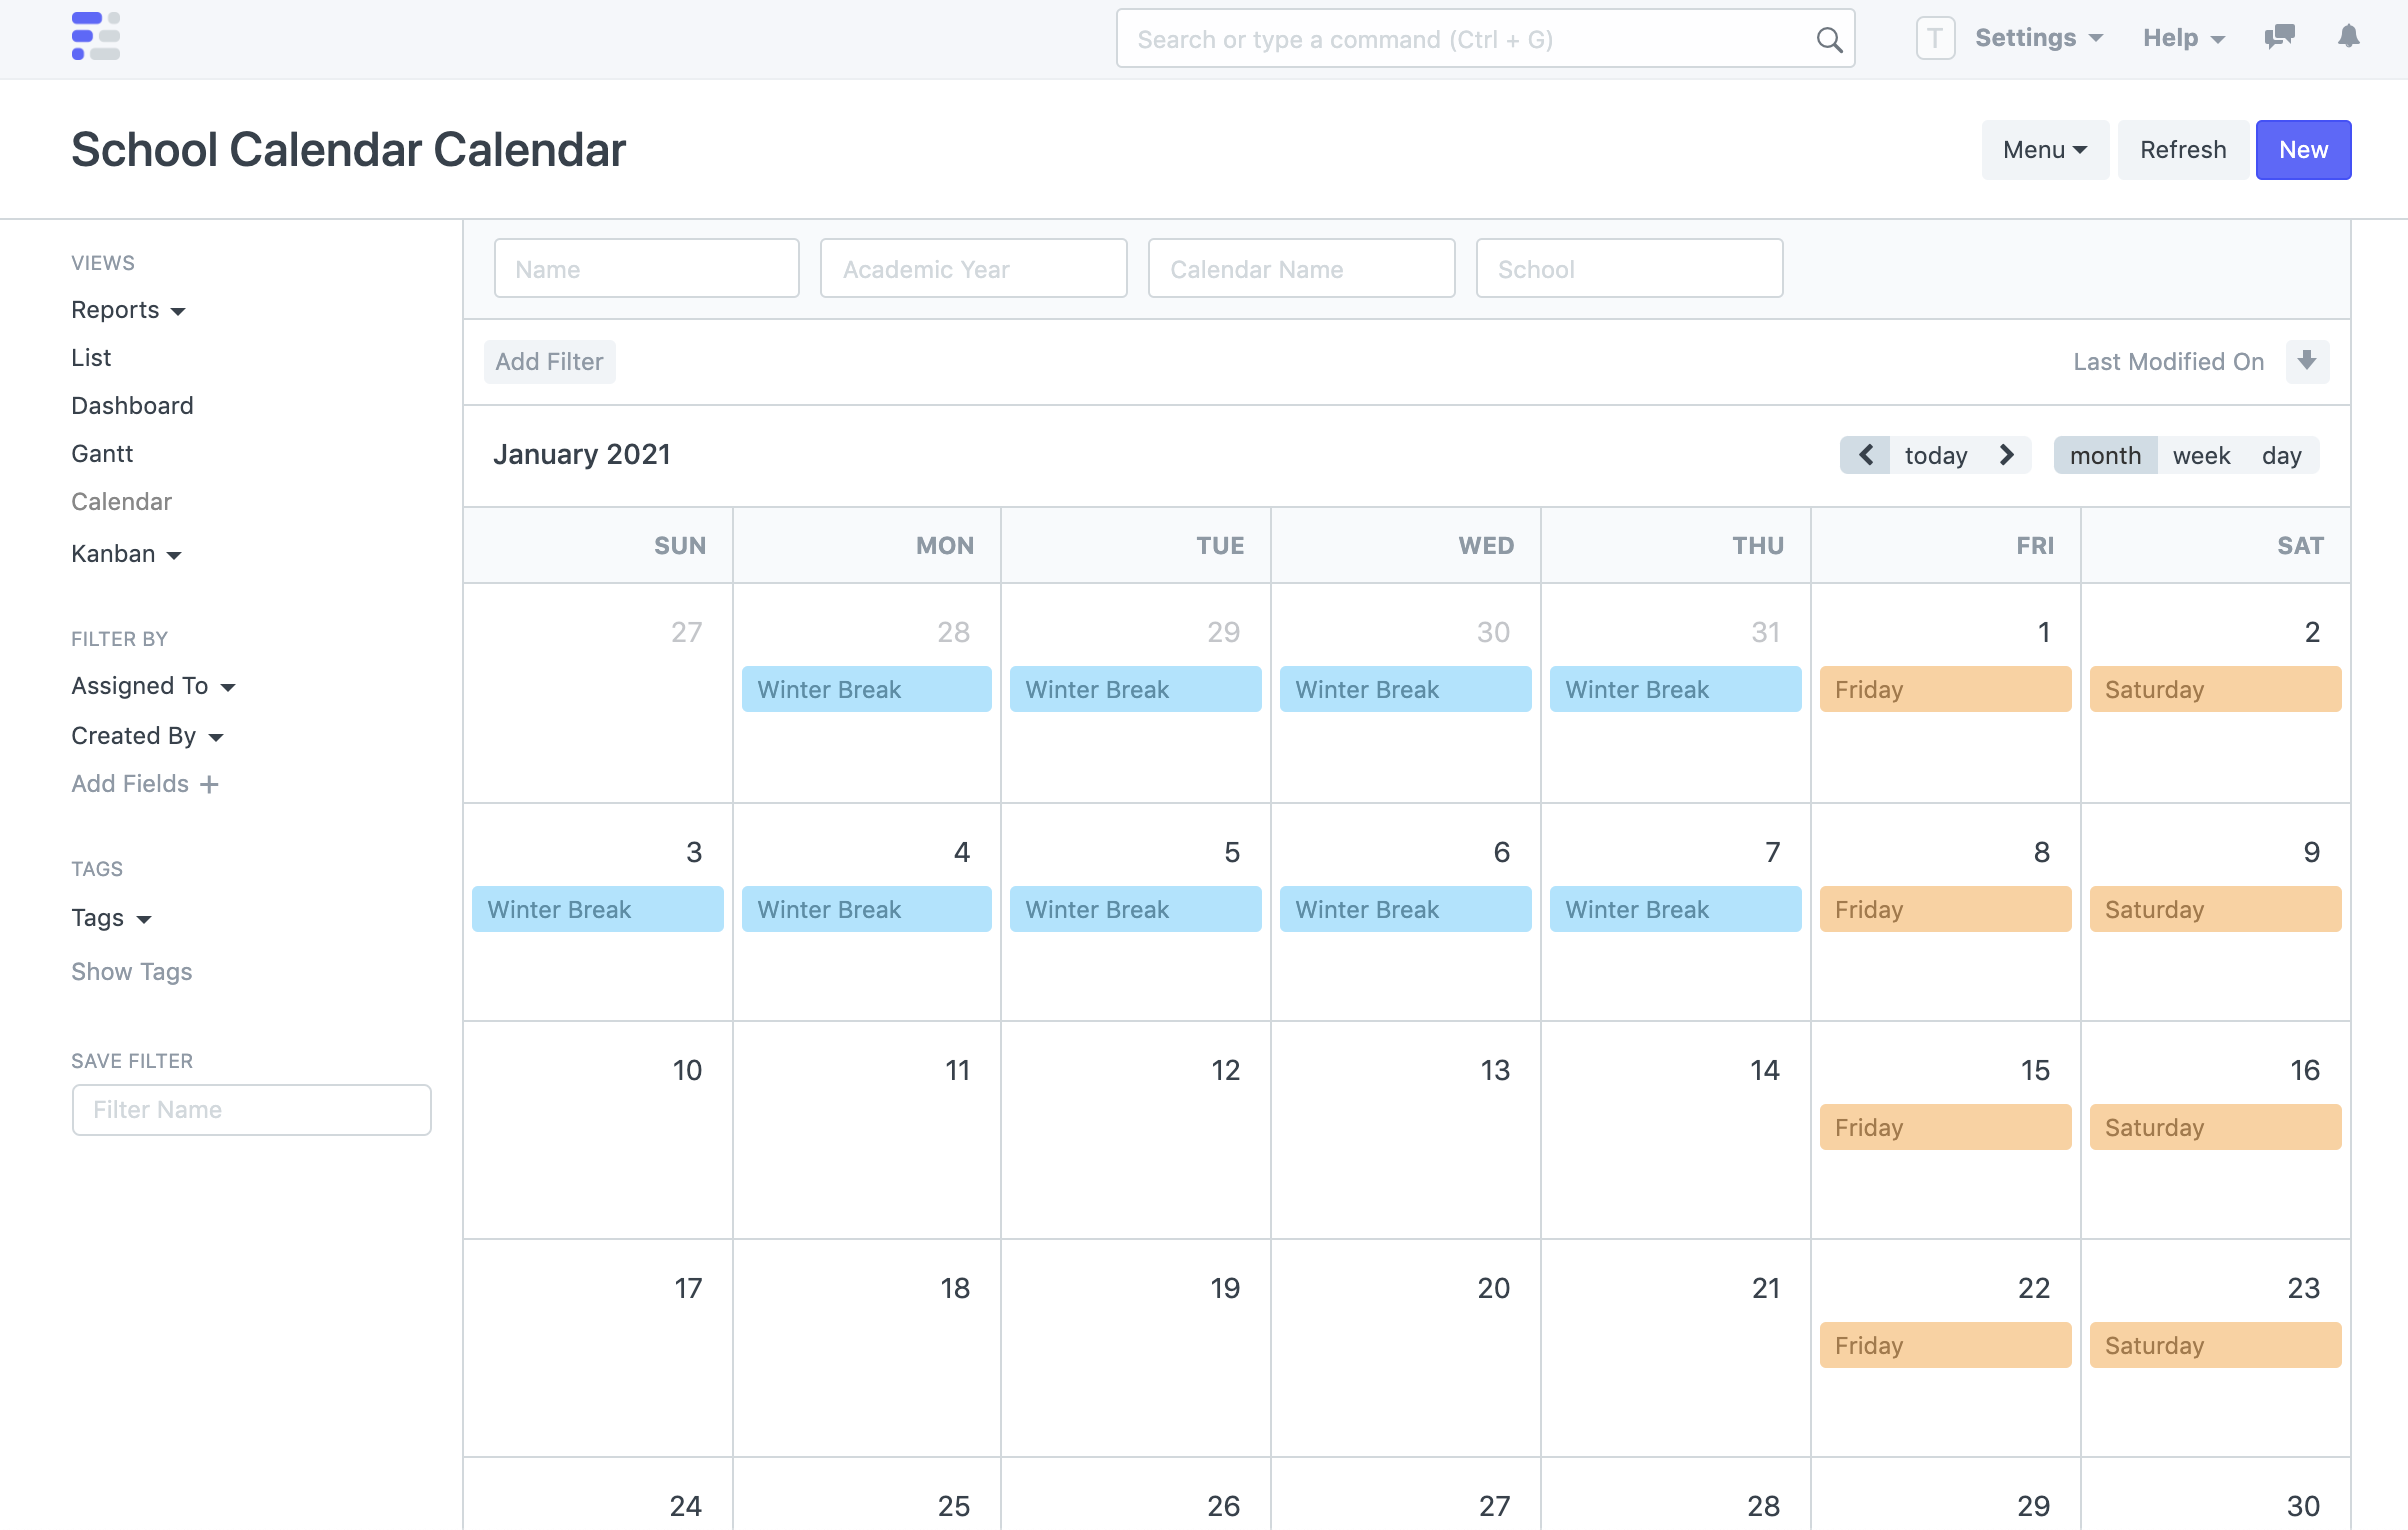 Search or type a command (Ctrl + G)
T
Settings
Help
School Calendar Calendar
Menu
Refresh
New
VIEWS
Reports
List
Dashboard
Gantt
Calendar
Kanban
FILTER BY
Assigned To
Created By
Add Fields +
TAGS
Tags
Show Tags
SAVE FILTER
Filter Name
Name Academic Year Calendar Name School
Add Filter Last Modified On
January 2021 today month week day
SUN MON TUE WED THU FRI SAT
27 28 29 30 31 1 2
Winter Break Winter Break Winter Break Winter Break Friday Saturday
3 4 5 6 7 8 9
Winter Break Winter Break Winter Break Winter Break Winter Break Friday Saturday
10 11 12 13 14 15 16
Friday Saturday
17 18 19 20 21 22 23
Friday Saturday
24 25 26 27 28 29 30